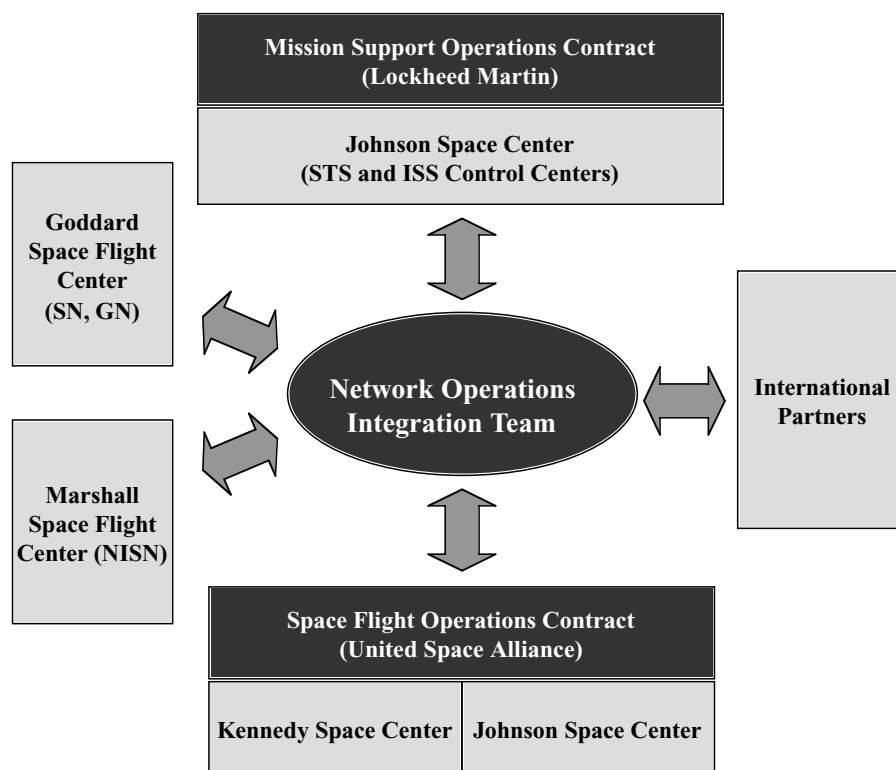 Mission Support Operations Contract
(Lockheed Martin)
Johnson Space Center
(STS and ISS Control Centers)
Goddard
Space Flight
Center
(SN, GN)
Network Operations
Integration Team
International
Partners
Marshall
Space Flight
Center (NISN)
Space Flight Operations Contract
(United Space Alliance)
Kennedy Space Center
Johnson Space Center